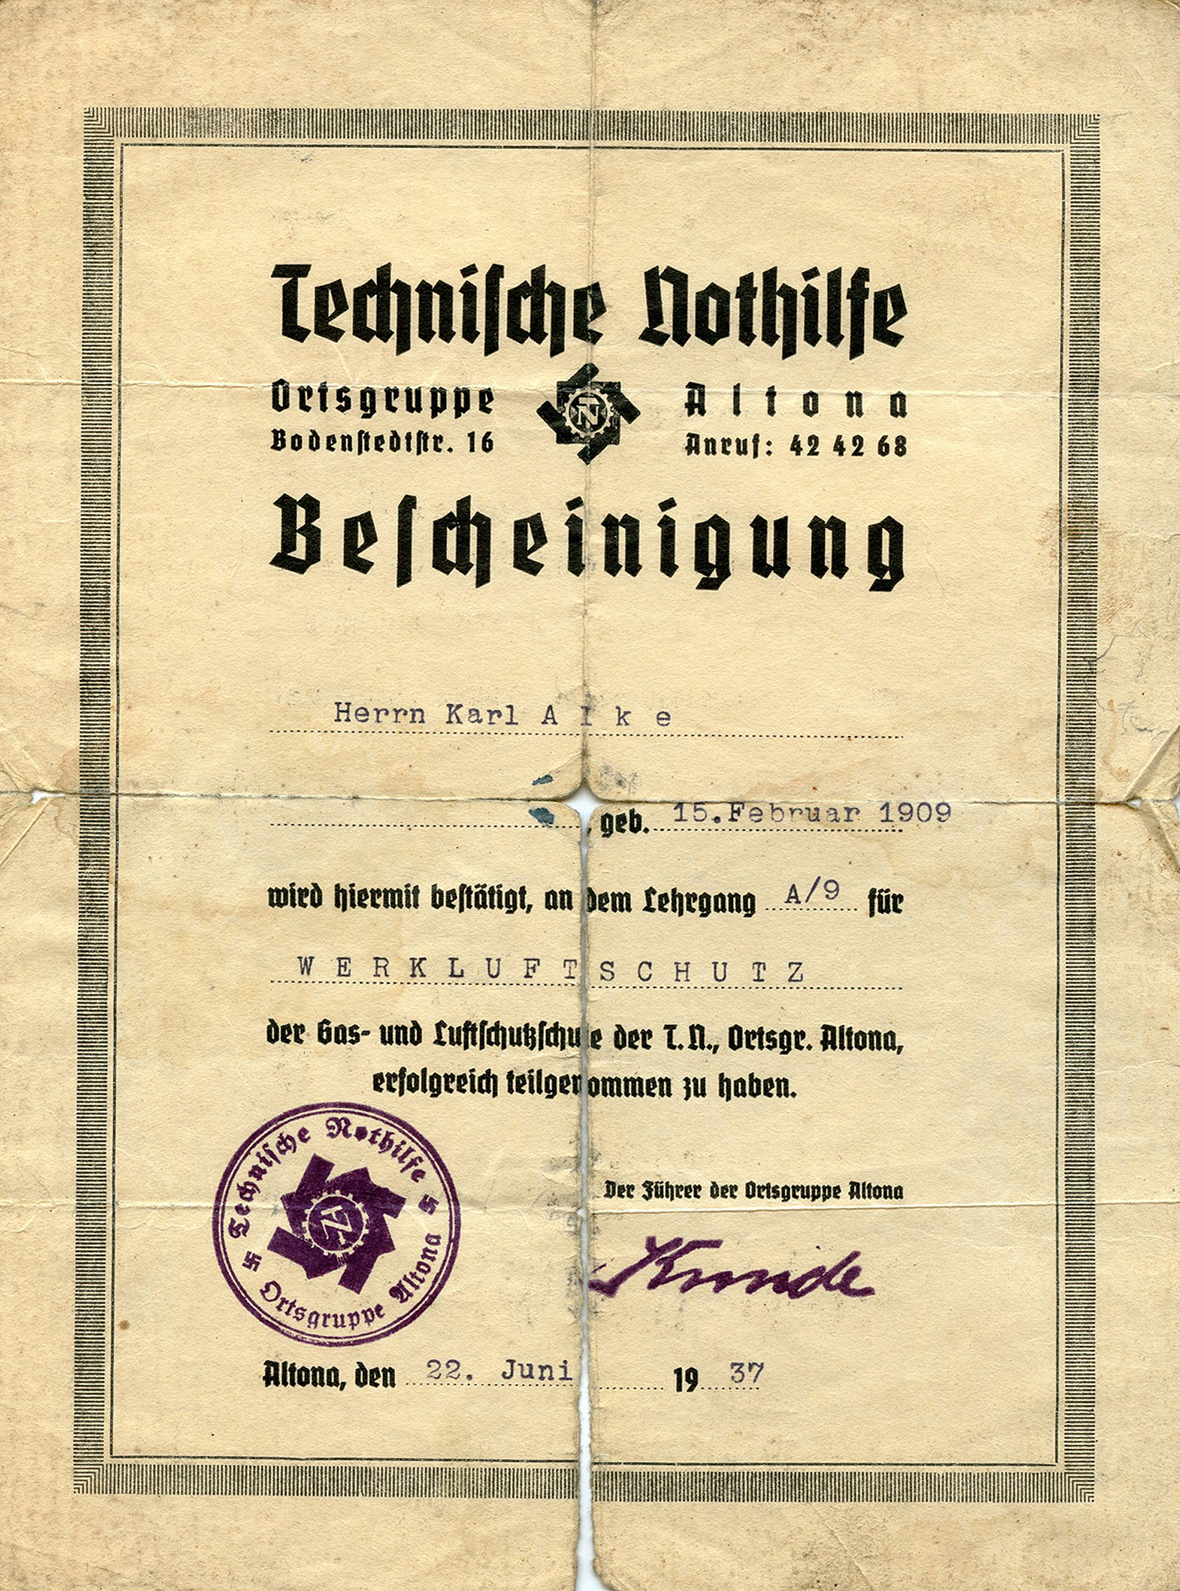 Technische Nothilfe
Ortsgruppe Altona
Bodenstedtstr. 16 Anruf: 42 42 68
N
Bescheinigung
Herrn Karl A l k e
, geb. 15.Februar 1909
wird hiermit bestätigt, an dem Lehrgang A/9 für
W E R K L U F T S C H U T Z
der Gas- und Luftschutzschule der T.N., Ortsgr. Altona,
erfolgreich teilgenommen zu haben.
Technische Nothilfe
N
Ortsgruppe Altona
Der Führer der Ortsgruppe Altona
Kunde
Altona, den 22. Juni 1937